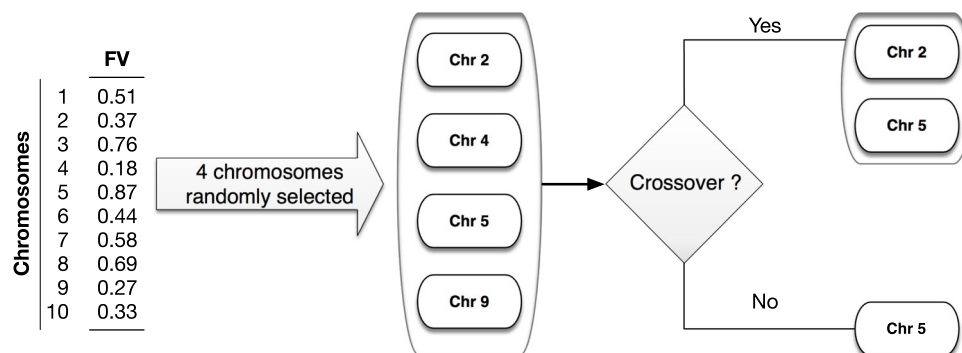 FV
Chromosomes
1 0.51
2 0.37
3 0.76
4 0.18
5 0.87
6 0.44
7 0.58
8 0.69
9 0.27
10 0.33
4 chromosomes
randomly selected
Chr 2
Chr 4
Chr 5
Chr 9
Crossover ?
Yes
Chr 2
Chr 5
No
Chr 5